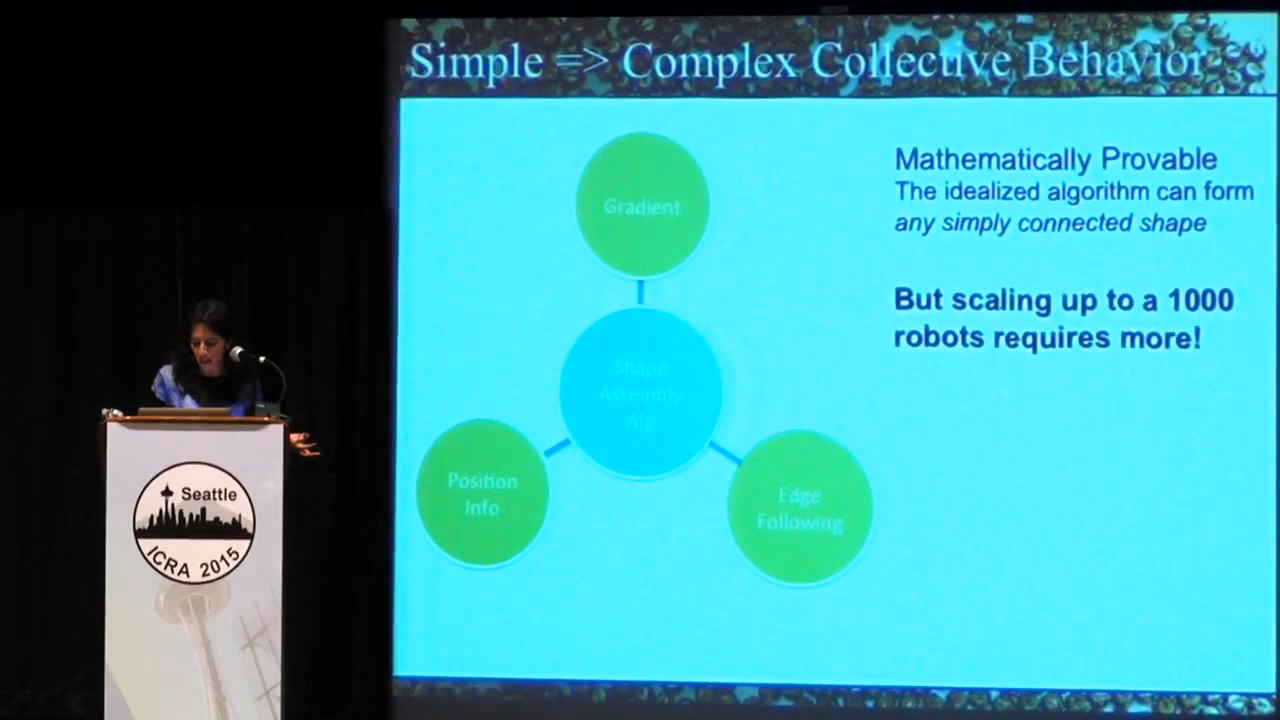 Simple => Complex Collective Behavior
Gradient
Shape
Assembly
Alg
Position
Info
Edge
Following
Mathematically Provable
The idealized algorithm can form
any simply connected shape
But scaling up to a 1000
robots requires more!
Seattle
ICRA 2015